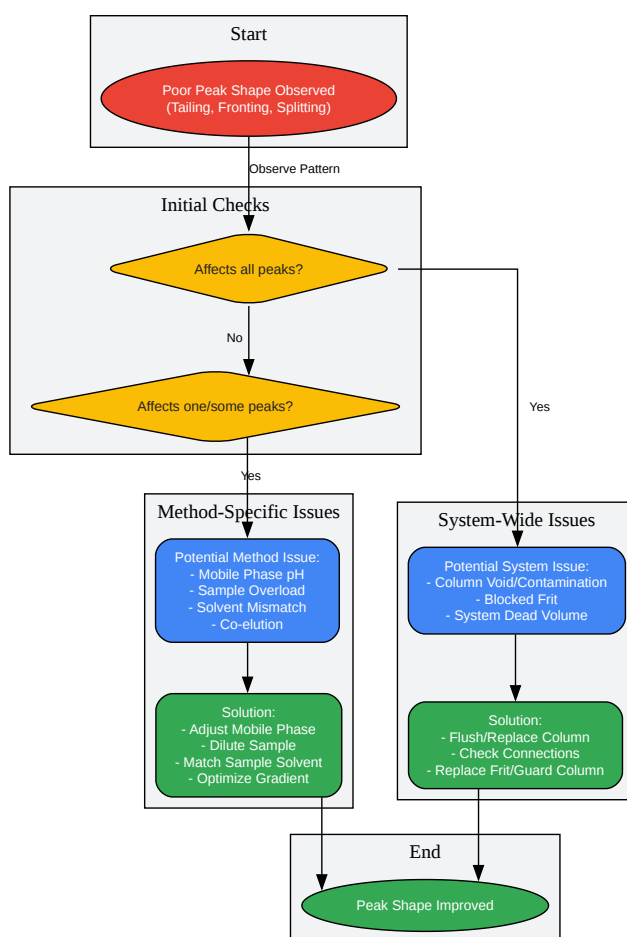 Start
Poor Peak Shape Observed
(Tailing, Fronting, Splitting)
Observe Pattern
Initial Checks
Affects all peaks?
No
Affects one/some peaks?
Yes
Yes
Method-Specific Issues
Potential Method Issue:
- Mobile Phase pH
- Sample Overload
- Solvent Mismatch
- Co-elution
Solution:
- Adjust Mobile Phase
- Dilute Sample
- Match Sample Solvent
- Optimize Gradient
System-Wide Issues
Potential System Issue:
- Column Void/Contamination
- Blocked Frit
- System Dead Volume
Solution:
- Flush/Replace Column
- Check Connections
- Replace Frit/Guard Column
End
Peak Shape Improved